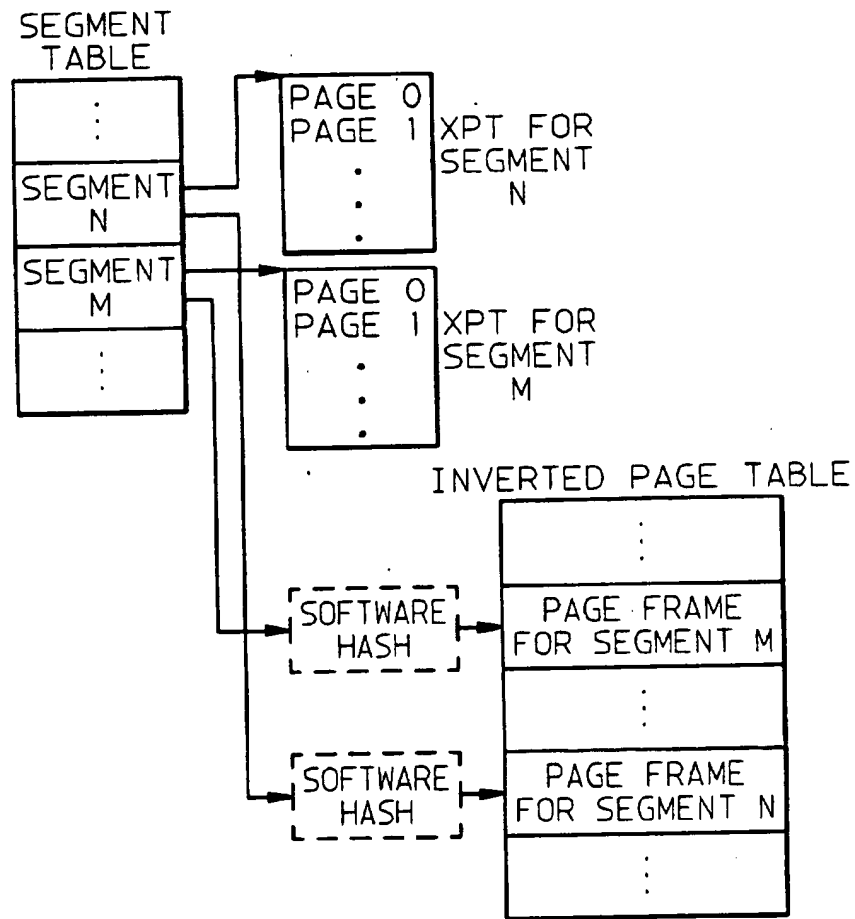 SEGMENT
TABLE
SEGMENT
N
SEGMENT
M
PAGE 0
PAGE 1
XPT FOR
SEGMENT
N
PAGE 0
PAGE 1
XPT FOR
SEGMENT
M
INVERTED PAGE TABLE
SOFTWARE
HASH
PAGE FRAME
FOR SEGMENT M
SOFTWARE
HASH
PAGE FRAME
FOR SEGMENT N